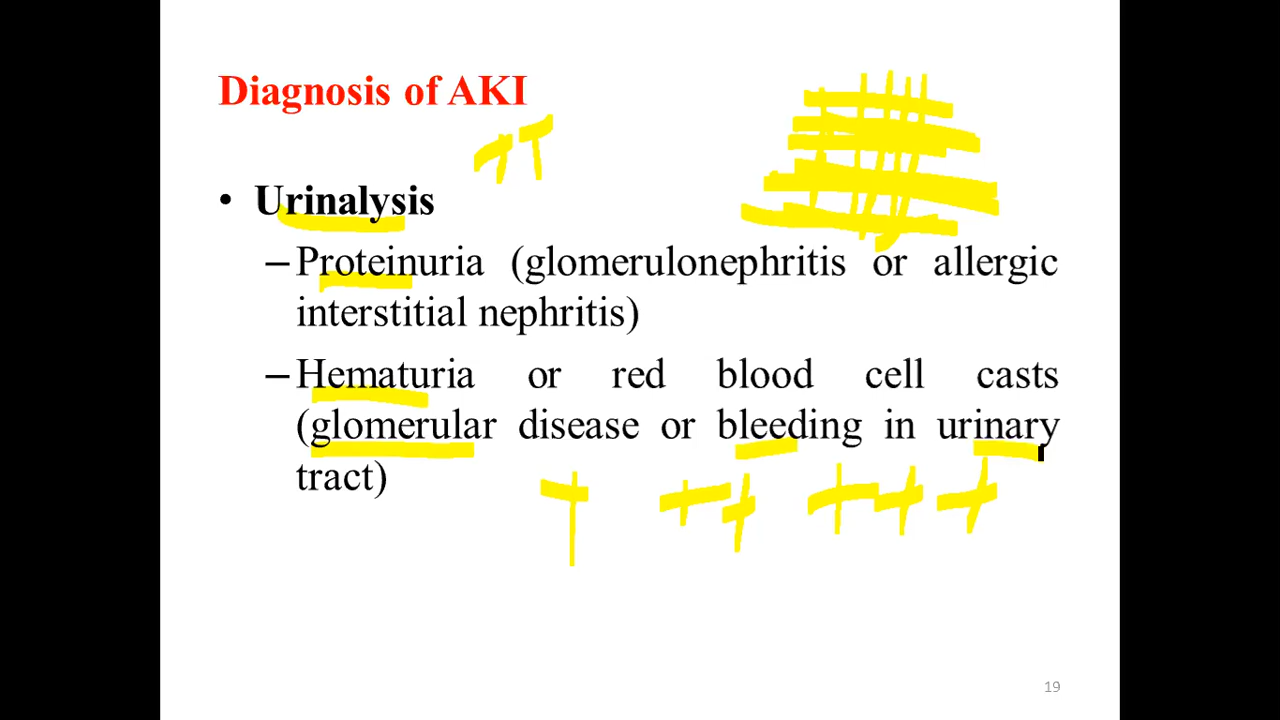 Diagnosis of AKI
++
• Urinalysis
– Proteinuria (glomerulonephritis or allergic
interstitial nephritis)
– Hematuria or red blood cell casts
(glomerular disease or bleeding in urinary
tract)
+ ++ +++
19